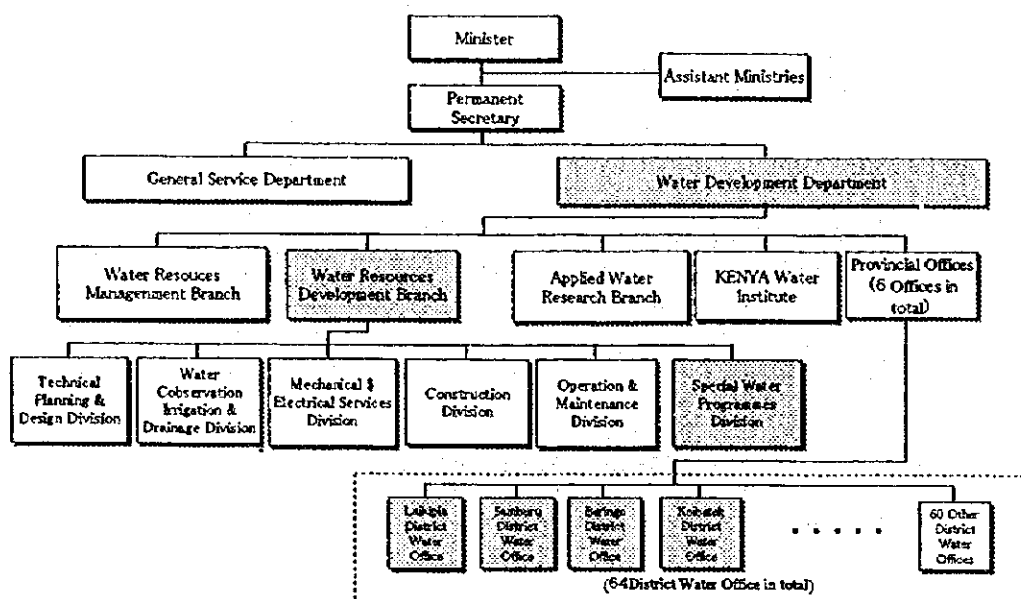 Minister
Assistant Ministries
Permanent
Secretary
General Service Department
Water Development Department
Water Resouces
Managenment Branch
Water Resources
Development Branch
Applied Water
Research Branch
KENYA Water
Institute
Provincial Offices
(6 Offices in
total)
Technical
Planning &
Design Division
Water
Cobservation
Irrigation &
Drainage Division
Mechanical $
Electrical Services
Division
Construction
Division
Operation &
Maintenance
Division
Special Water
Programmes
Division
Laikipia
District
Water
Office
Samburu
District
Water
Office
Baringo
District
Water
Office
Koibatek
District
Water
Office
60 Other
District
Water
Offices
(64District Water Office in total)